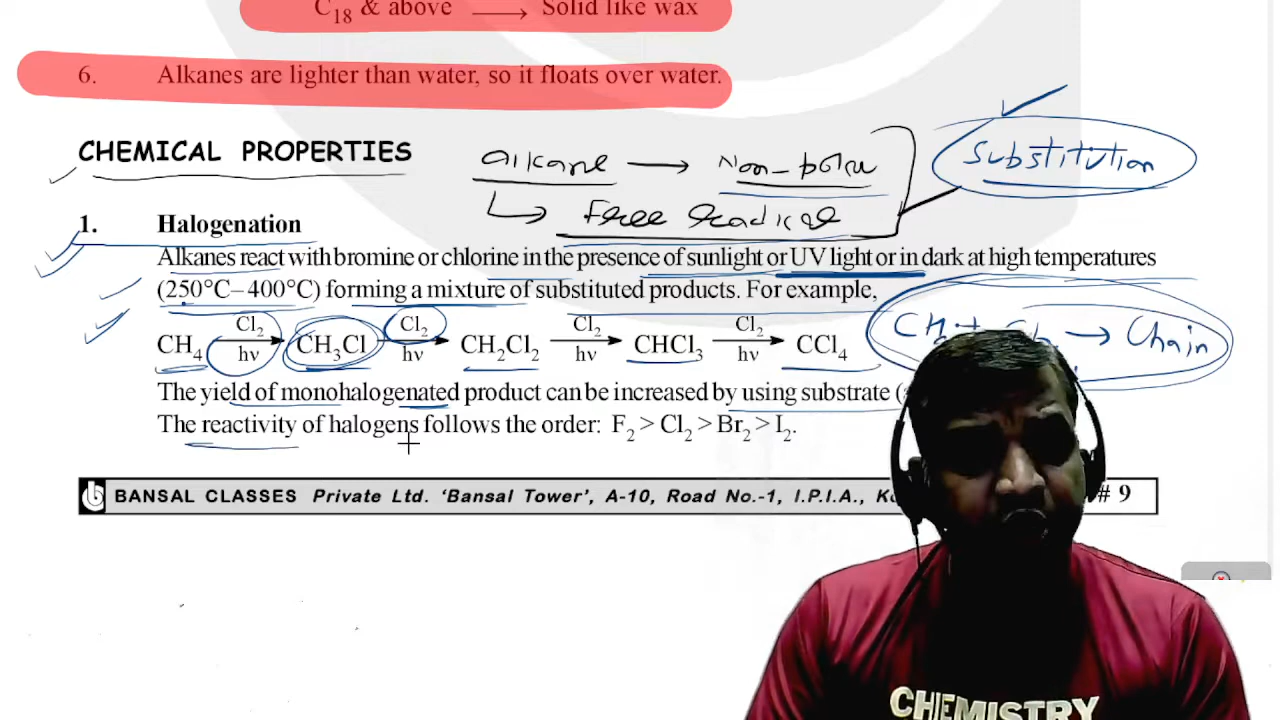 C18 & above ⟶ Solid like wax
6. Alkanes are lighter than water, so it floats over water.
CHEMICAL PROPERTIES
alkane → Non-polar
↳ Free Radical
Substitution
1. Halogenation
Alkanes react with bromine or chlorine in the presence of sunlight or UV light or in dark at high temperatures
(250°C–400°C) forming a mixture of substituted products. For example,
CH4 —Cl2/hν→ CH3Cl —Cl2/hν→ CH2Cl2 —Cl2/hν→ CHCl3 —Cl2/hν→ CCl4
→ Chain
The yield of monohalogenated product can be increased by using substrate (
The reactivity of halogens follows the order: F2 > Cl2 > Br2 > I2.
BANSAL CLASSES Private Ltd. 'Bansal Tower', A-10, Road No.-1, I.P.I.A., # 9
CHEMISTRY